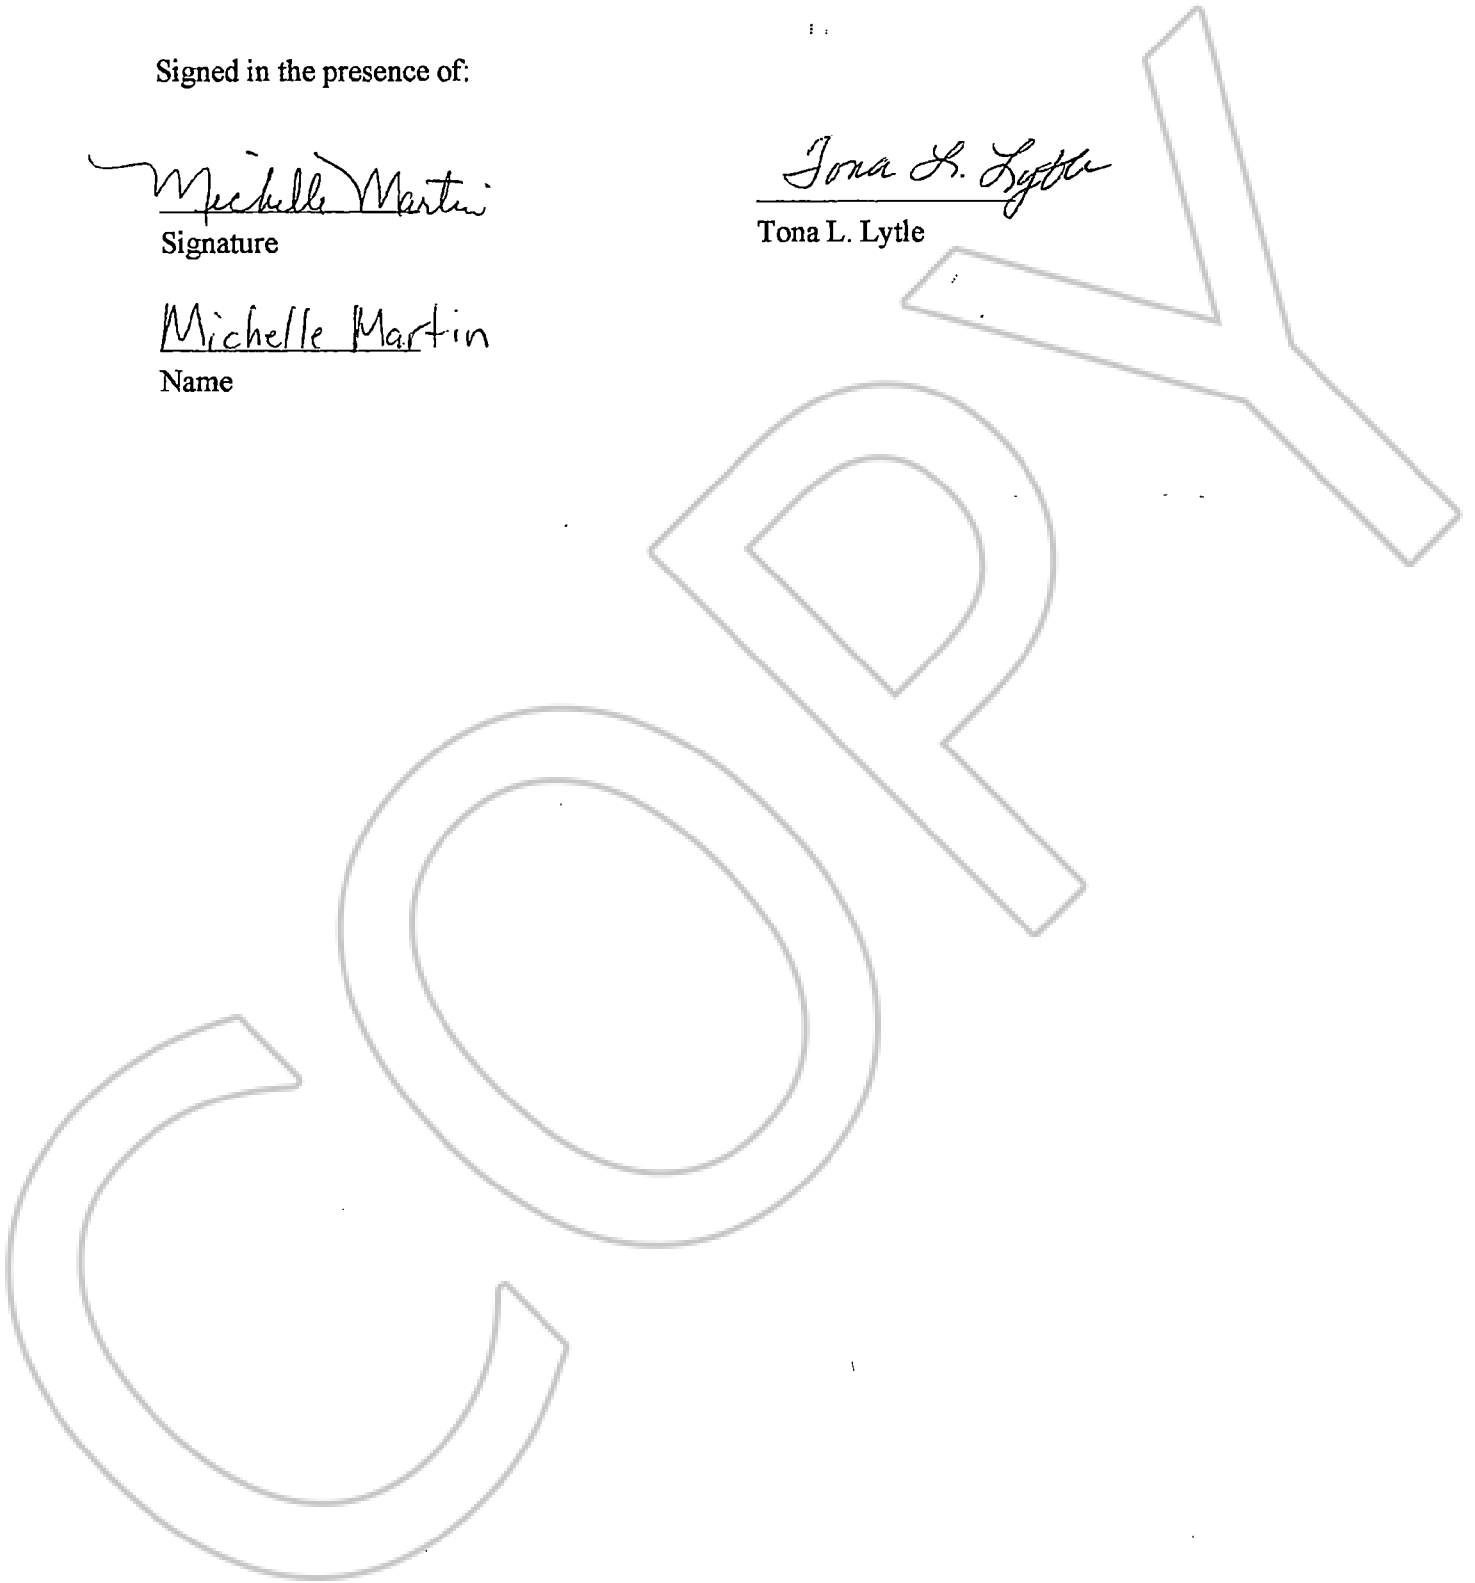 Signed in the presence of:
Michelle Martin
Signature
Michelle Martin
Name
Tona L. Lytle
Tona L. Lytle
COPY